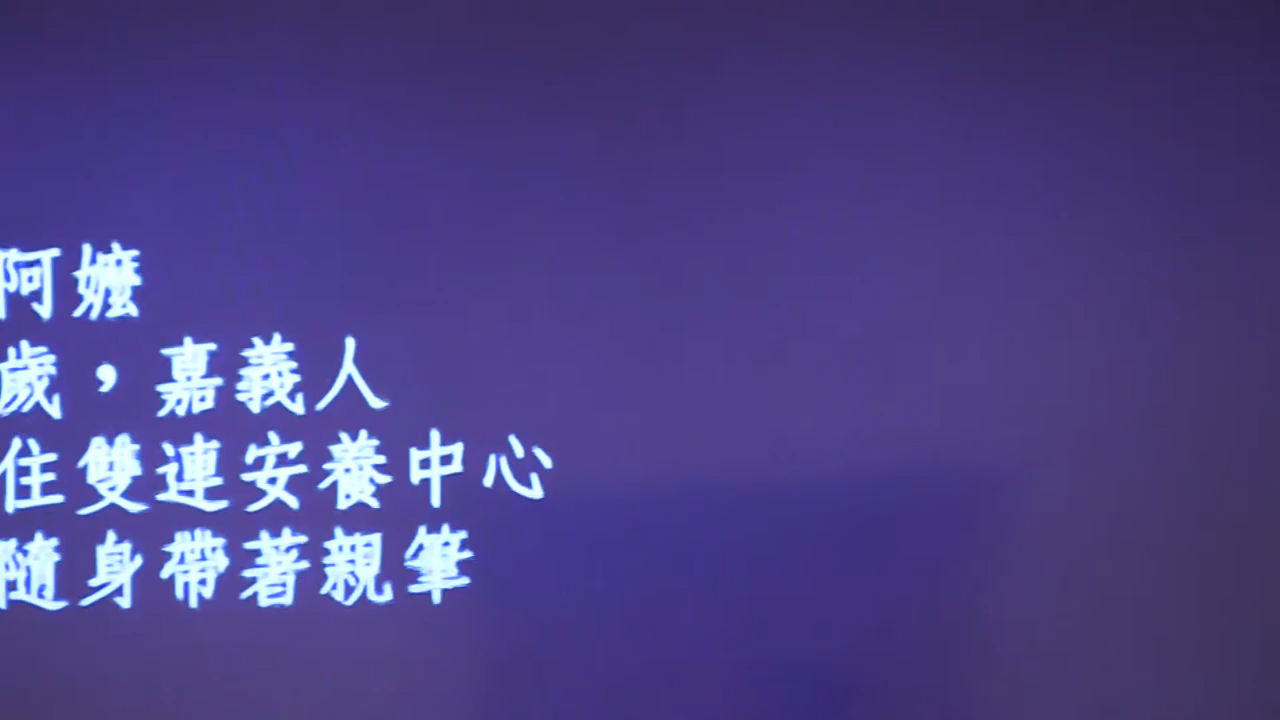 阿嬤
歲，嘉義人
住雙連安養中心
隨身帶著親筆